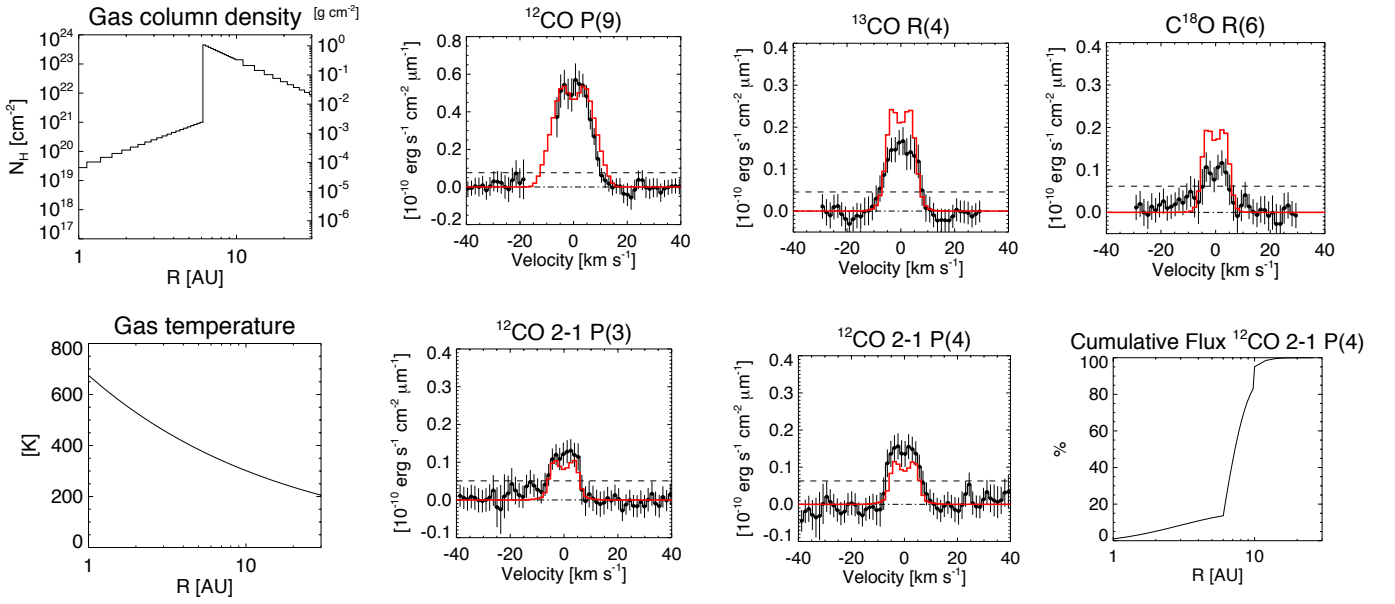 Gas column density
[g cm⁻²]
N_H [cm⁻²]
10²⁴
10²³
10²²
10²¹
10²⁰
10¹⁹
10¹⁸
10¹⁷
10⁰
10⁻¹
10⁻²
10⁻³
10⁻⁴
10⁻⁵
10⁻⁶
1 10
R [AU]
¹²CO P(9)
[10⁻¹⁰ erg s⁻¹ cm⁻² μm⁻¹]
0.8
0.6
0.4
0.2
0.0
-0.2
-40 -20 0 20 40
Velocity [km s⁻¹]
¹³CO R(4)
[10⁻¹⁰ erg s⁻¹ cm⁻² μm⁻¹]
0.4
0.3
0.2
0.1
0.0
-40 -20 0 20 40
Velocity [km s⁻¹]
C¹⁸O R(6)
[10⁻¹⁰ erg s⁻¹ cm⁻² μm⁻¹]
0.4
0.3
0.2
0.1
0.0
-40 -20 0 20 40
Velocity [km s⁻¹]
Gas temperature
[K]
800
600
400
200
0
1 10
R [AU]
¹²CO 2-1 P(3)
[10⁻¹⁰ erg s⁻¹ cm⁻² μm⁻¹]
0.4
0.3
0.2
0.1
0.0
-0.1
-40 -20 0 20 40
Velocity [km s⁻¹]
¹²CO 2-1 P(4)
[10⁻¹⁰ erg s⁻¹ cm⁻² μm⁻¹]
0.4
0.3
0.2
0.1
0.0
-0.1
-40 -20 0 20 40
Velocity [km s⁻¹]
Cumulative Flux ¹²CO 2-1 P(4)
%
100
80
60
40
20
0
1 10
R [AU]